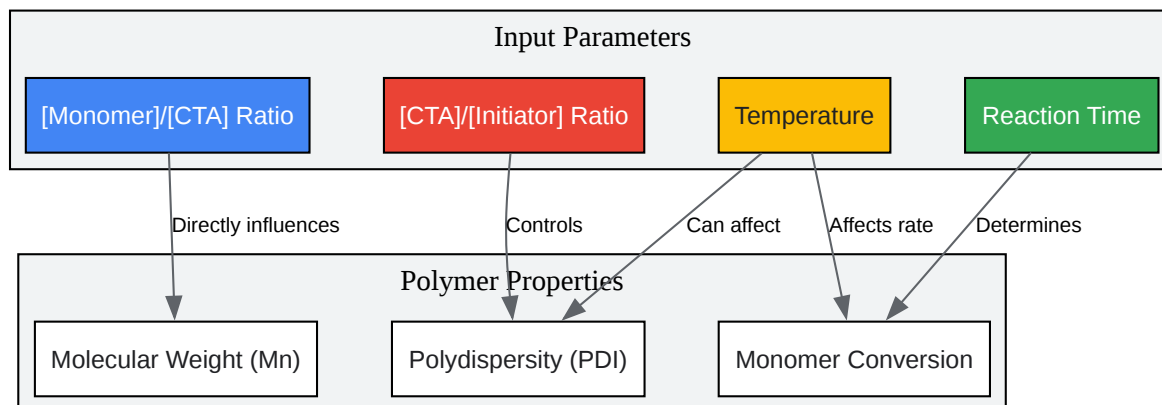 Input Parameters
[Monomer]/[CTA] Ratio
[CTA]/[Initiator] Ratio
Temperature
Reaction Time
Directly influences
Controls
Can affect
Affects rate
Determines
Polymer Properties
Molecular Weight (Mn)
Polydispersity (PDI)
Monomer Conversion